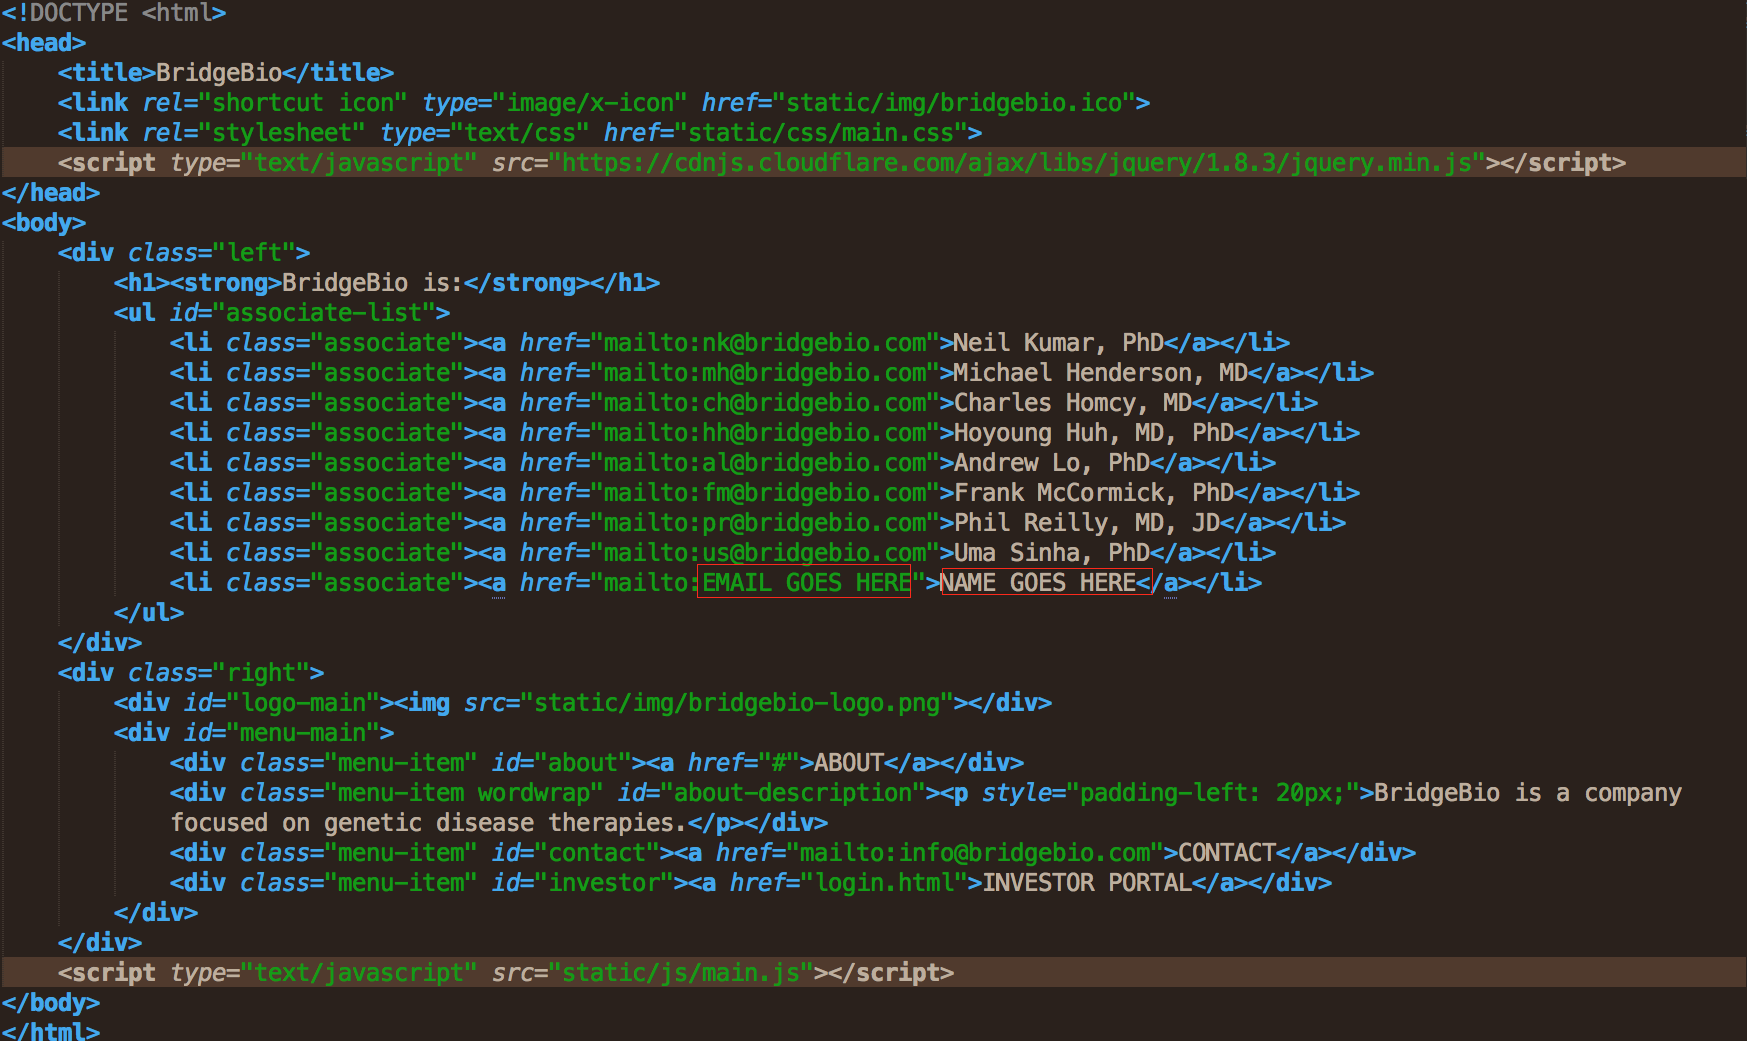 <!DOCTYPE <html>
<head>
    <title>BridgeBio</title>
    <link rel="shortcut icon" type="image/x-icon" href="static/img/bridgebio.ico">
    <link rel="stylesheet" type="text/css" href="static/css/main.css">
    <script type="text/javascript" src="https://cdnjs.cloudflare.com/ajax/libs/jquery/1.8.3/jquery.min.js"></script>
</head>
<body>
    <div class="left">
        <h1><strong>BridgeBio is:</strong></h1>
        <ul id="associate-list">
            <li class="associate"><a href="mailto:nk@bridgebio.com">Neil Kumar, PhD</a></li>
            <li class="associate"><a href="mailto:mh@bridgebio.com">Michael Henderson, MD</a></li>
            <li class="associate"><a href="mailto:ch@bridgebio.com">Charles Homcy, MD</a></li>
            <li class="associate"><a href="mailto:hh@bridgebio.com">Hoyoung Huh, MD, PhD</a></li>
            <li class="associate"><a href="mailto:al@bridgebio.com">Andrew Lo, PhD</a></li>
            <li class="associate"><a href="mailto:fm@bridgebio.com">Frank McCormick, PhD</a></li>
            <li class="associate"><a href="mailto:pr@bridgebio.com">Phil Reilly, MD, JD</a></li>
            <li class="associate"><a href="mailto:us@bridgebio.com">Uma Sinha, PhD</a></li>
            <li class="associate"><a href="mailto:EMAIL GOES HERE">NAME GOES HERE</a></li>
        </ul>
    </div>
    <div class="right">
        <div id="logo-main"><img src="static/img/bridgebio-logo.png"></div>
        <div id="menu-main">
            <div class="menu-item" id="about"><a href="#">ABOUT</a></div>
            <div class="menu-item wordwrap" id="about-description"><p style="padding-left: 20px;">BridgeBio is a company
            focused on genetic disease therapies.</p></div>
            <div class="menu-item" id="contact"><a href="mailto:info@bridgebio.com">CONTACT</a></div>
            <div class="menu-item" id="investor"><a href="login.html">INVESTOR PORTAL</a></div>
        </div>
    </div>
    <script type="text/javascript" src="static/js/main.js"></script>
</body>
</html>